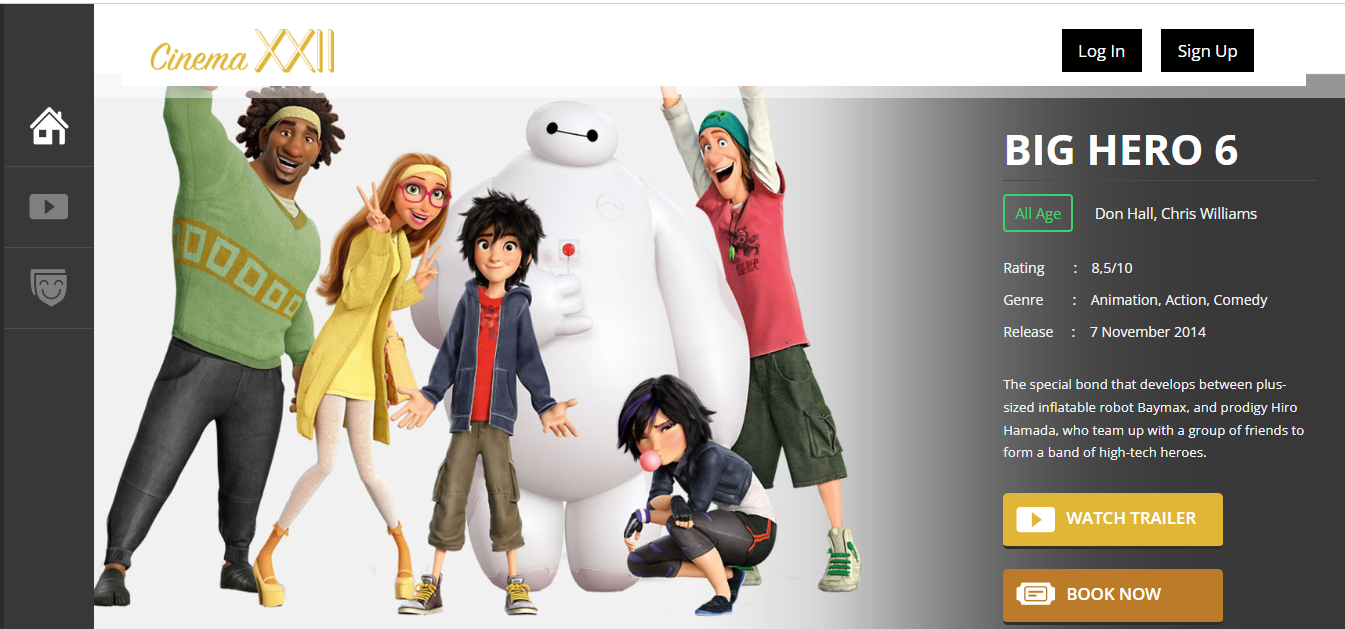 Cinema XXII
Log In
Sign Up
BIG HERO 6
All Age
Don Hall, Chris Williams
Rating : 8,5/10
Genre : Animation, Action, Comedy
Release : 7 November 2014
The special bond that develops between plus-
sized inflatable robot Baymax, and prodigy Hiro
Hamada, who team up with a group of friends to
form a band of high-tech heroes.
WATCH TRAILER
BOOK NOW